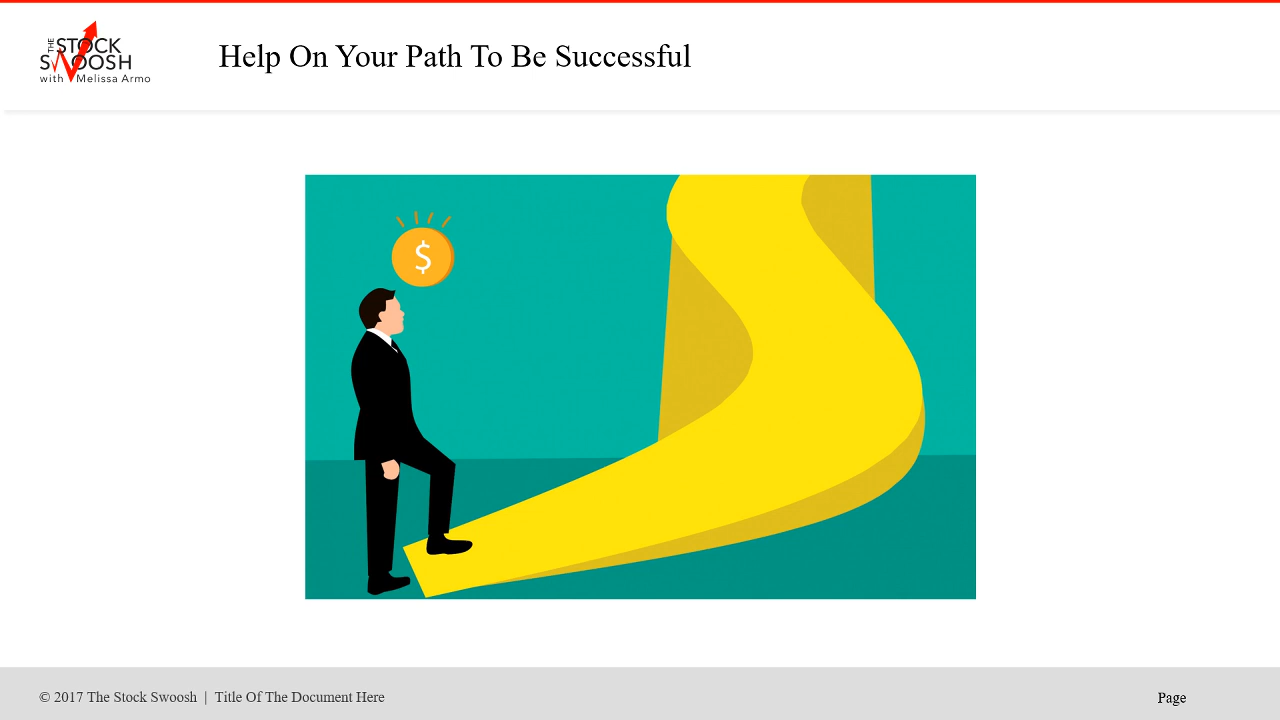 THE STOCK
SWOOSH
with Melissa Armo
Help On Your Path To Be Successful
$
© 2017 The Stock Swoosh | Title Of The Document Here
Page